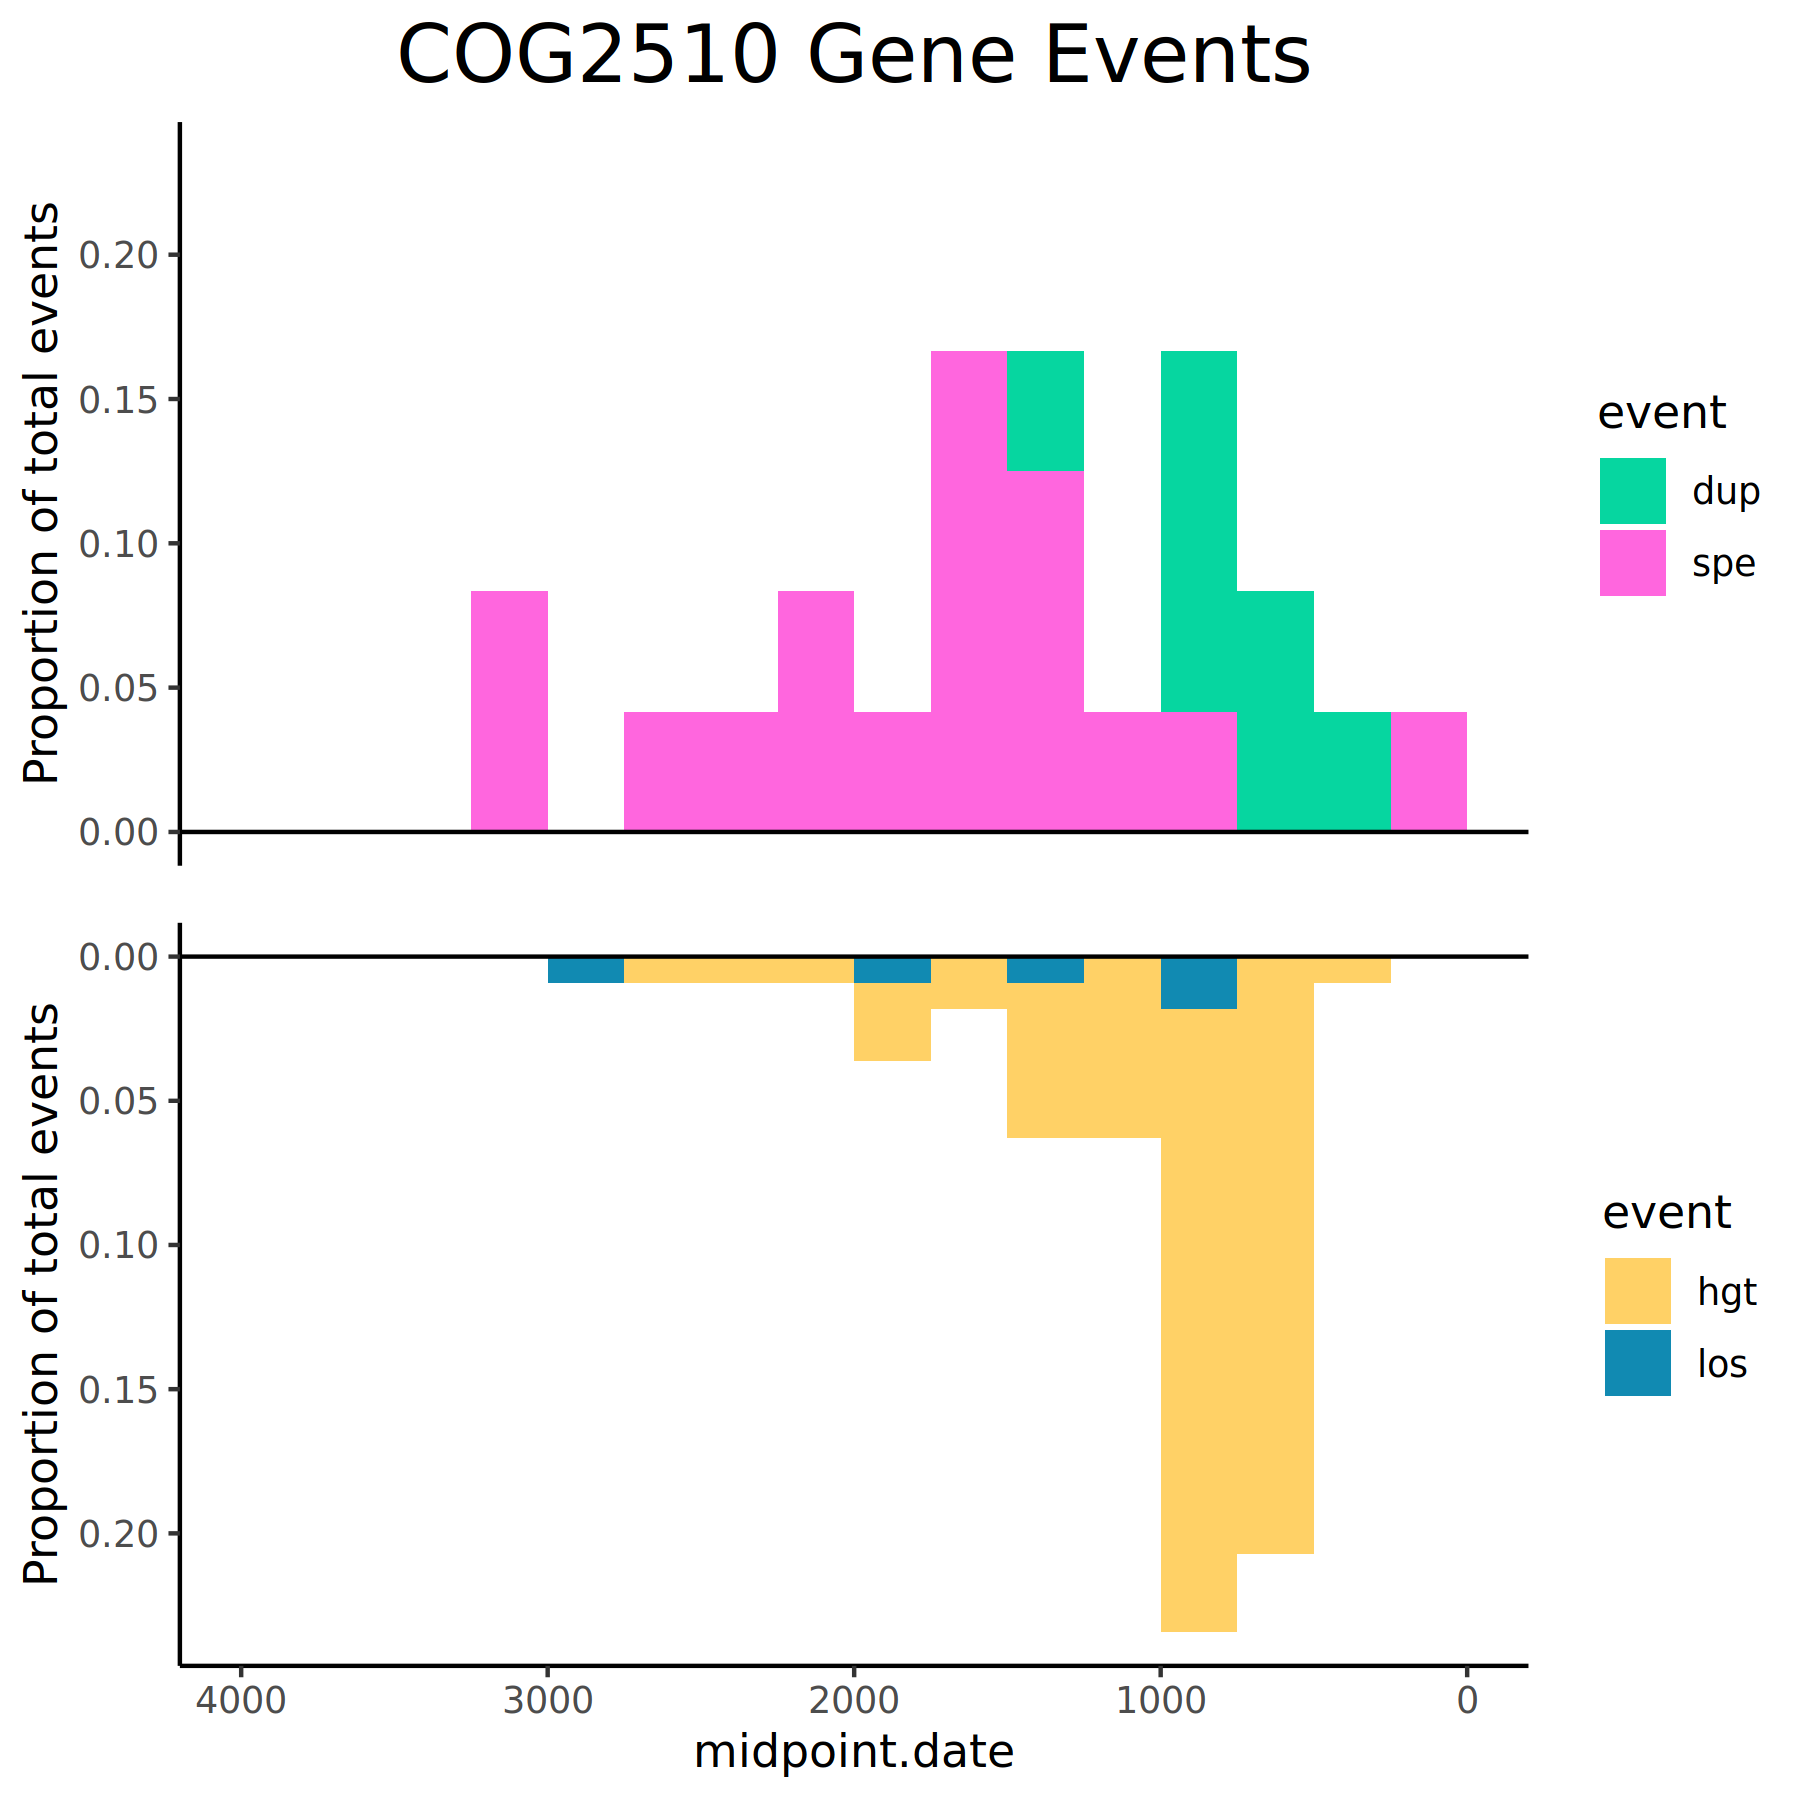 COG2510 Gene Events
Proportion of total events
0.20
0.15
0.10
0.05
0.00
event
dup
spe
Proportion of total events
0.00
0.05
0.10
0.15
0.20
event
hgt
los
4000 3000 2000 1000 0
midpoint.date